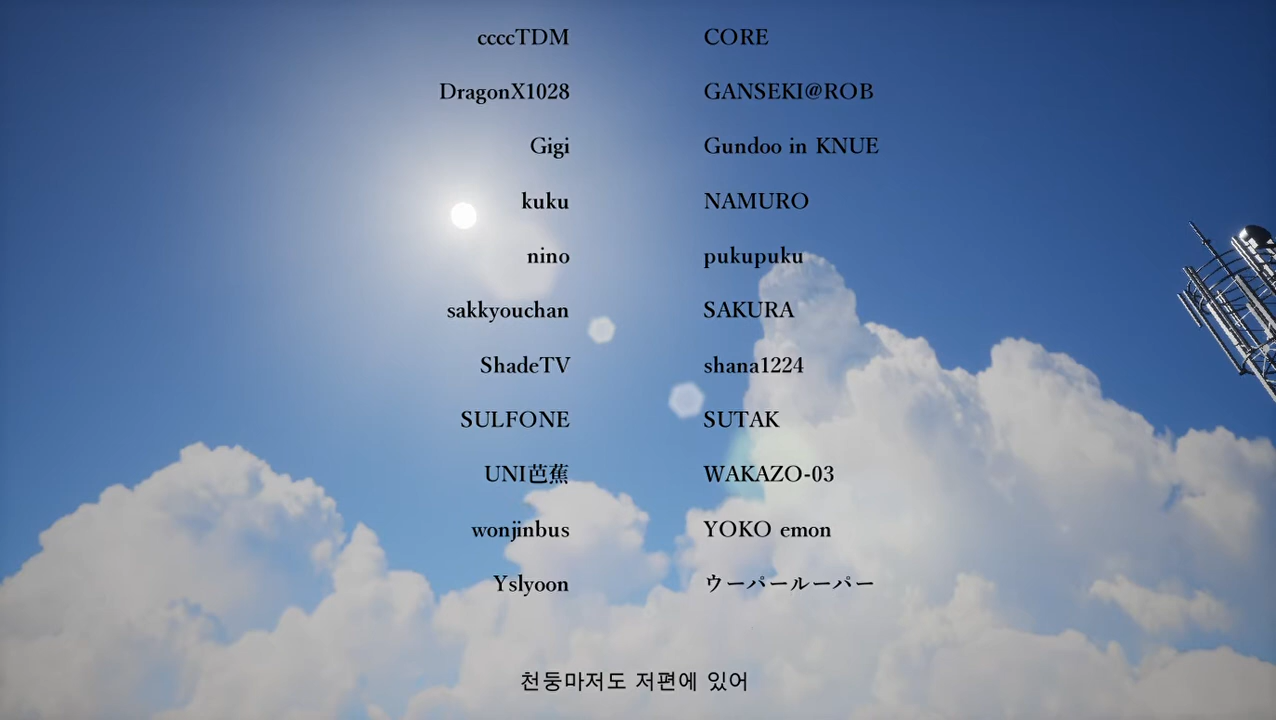 ccccTDM CORE
DragonX1028 GANSEKI@ROB
Gigi Gundoo in KNUE
kuku NAMURO
nino pukupuku
sakkyouchan SAKURA
ShadeTV shana1224
SULFONE SUTAK
UNI芭蕉 WAKAZO-03
wonjinbus YOKO emon
Yslyoon ウーパールーパー
천둥마저도 저편에 있어